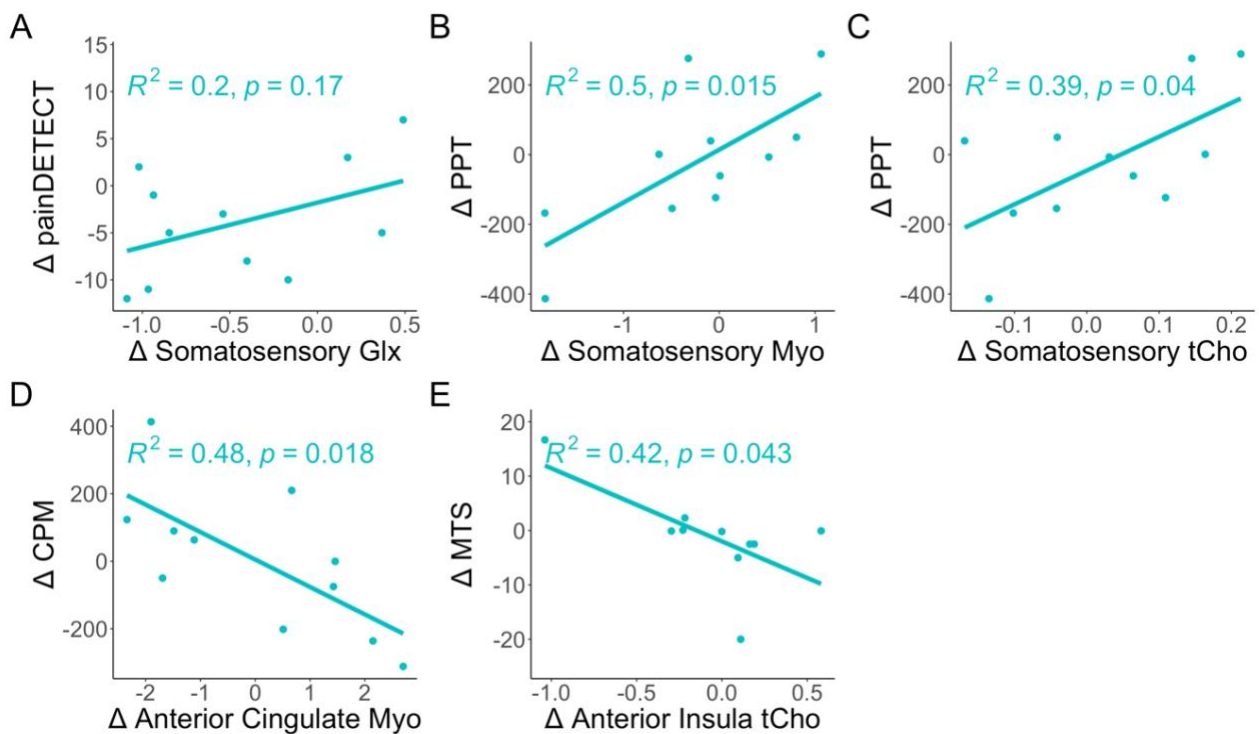 A
Δ painDETECT
15
10
5
0
-5
-10
R² = 0.2, p = 0.17
-1.0 -0.5 0.0 0.5
Δ Somatosensory Glx
B
Δ PPT
200
0
-200
-400
R² = 0.5, p = 0.015
-1 0 1
Δ Somatosensory Myo
C
Δ PPT
200
0
-200
-400
R² = 0.39, p = 0.04
-0.1 0.0 0.1 0.2
Δ Somatosensory tCho
D
Δ CPM
400
200
0
-200
R² = 0.48, p = 0.018
-2 -1 0 1 2
Δ Anterior Cingulate Myo
E
Δ MTS
20
10
0
-10
-20
R² = 0.42, p = 0.043
-1.0 -0.5 0.0 0.5
Δ Anterior Insula tCho